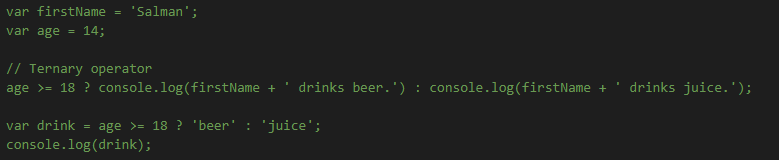 var firstName = 'Salman';
var age = 14;
// Ternary operator
age >= 18 ? console.log(firstName + ' drinks beer.') : console.log(firstName + ' drinks juice.');
var drink = age >= 18 ? 'beer' : 'juice';
console.log(drink);